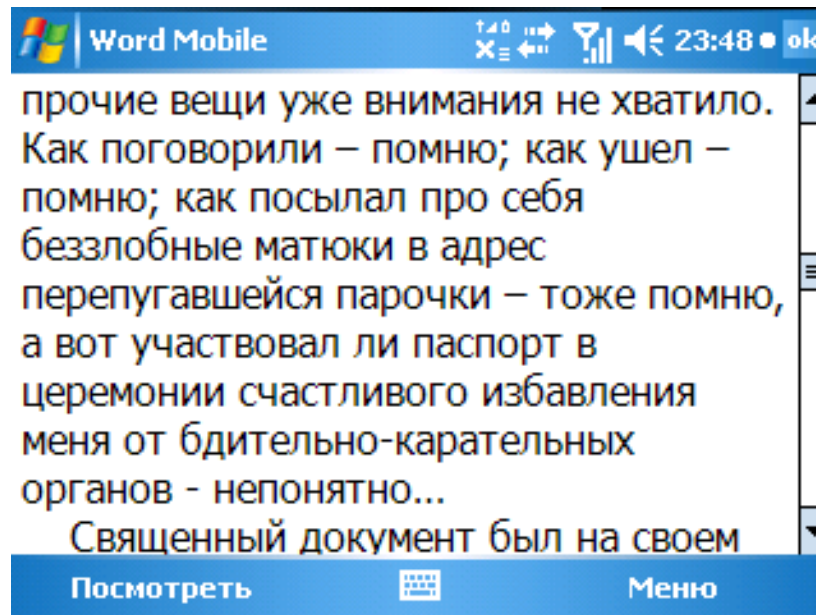 Word Mobile 23:48 ok
прочие вещи уже внимания не хватило.
Как поговорили – помню; как ушел –
помню; как посылал про себя
беззлобные матюки в адрес
перепугавшейся парочки – тоже помню,
а вот участвовал ли паспорт в
церемонии счастливого избавления
меня от бдительно-карательных
органов - непонятно...
Священный документ был на своем
Посмотреть Меню